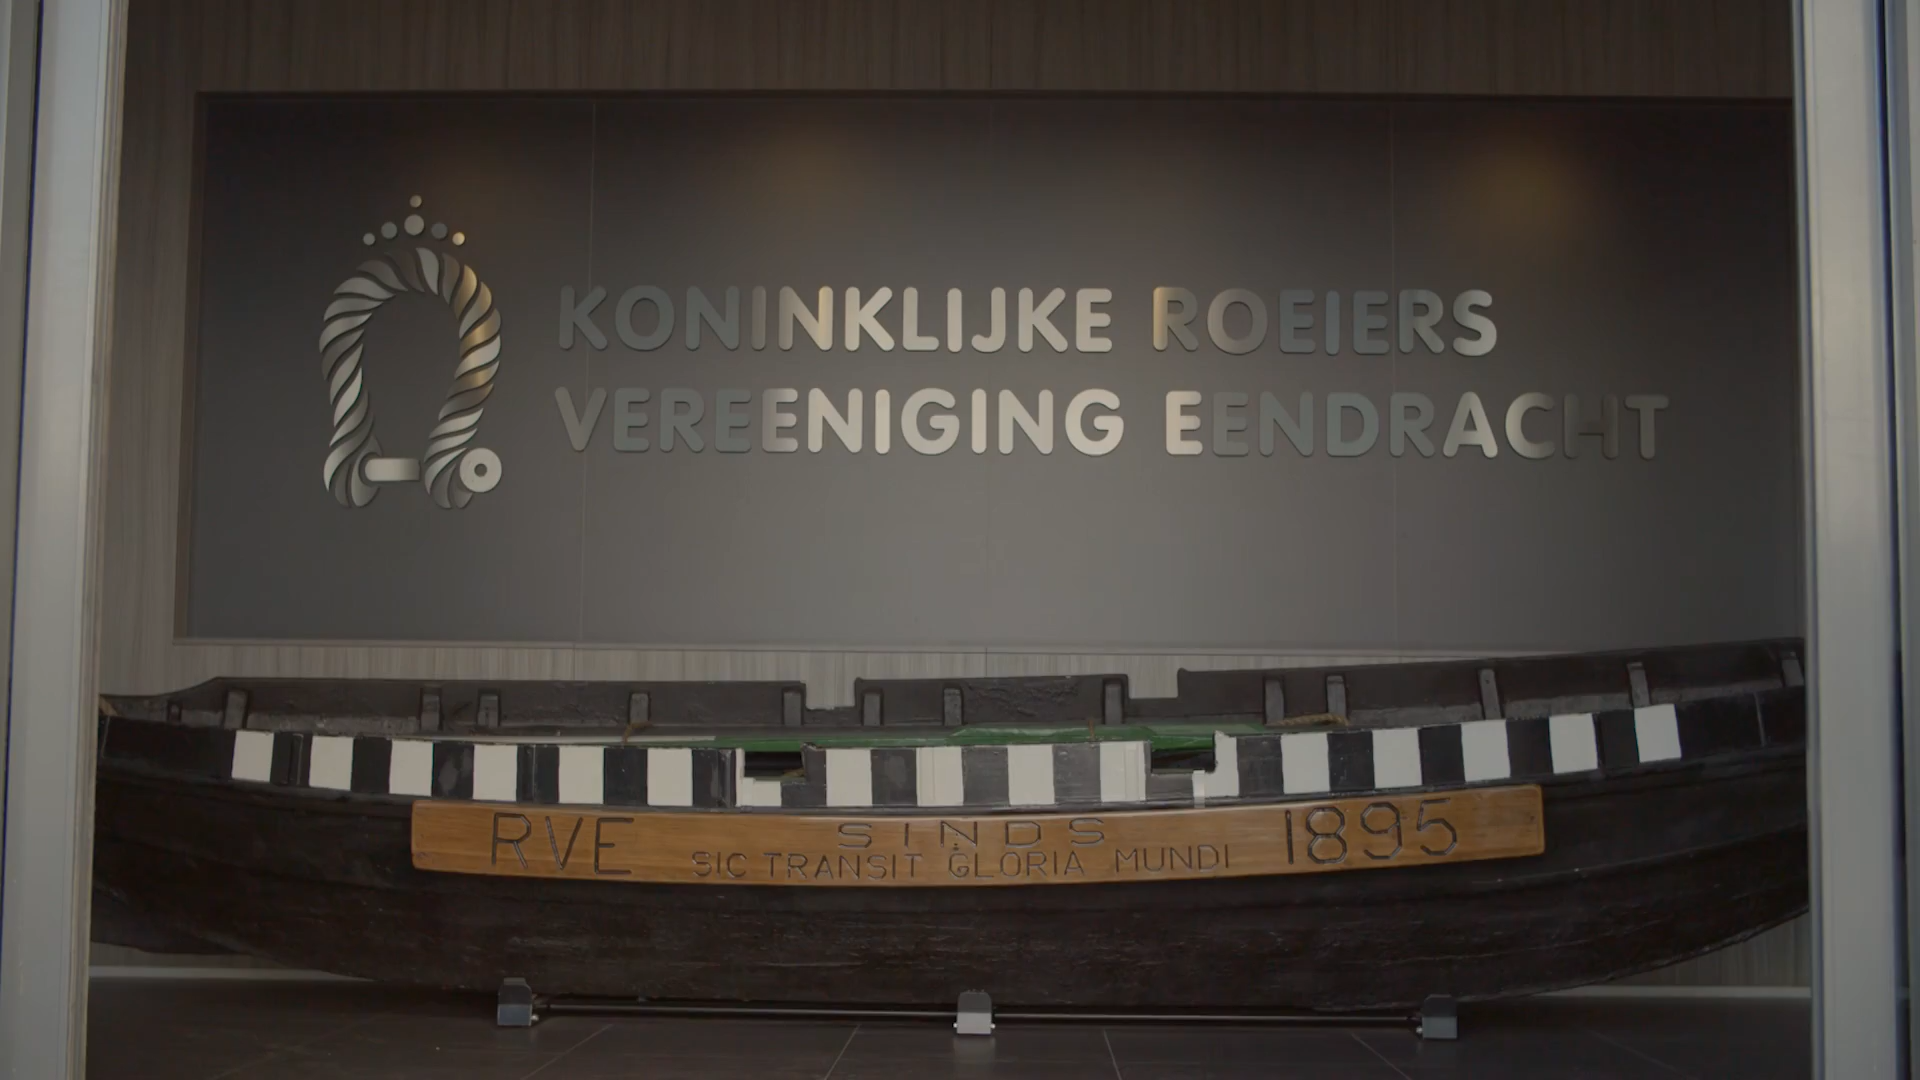 KONINKLIJKE ROEIERS
VEREENIGING EENDRACHT
RVE SINDS 1895
SIC TRANSIT GLORIA MUNDI